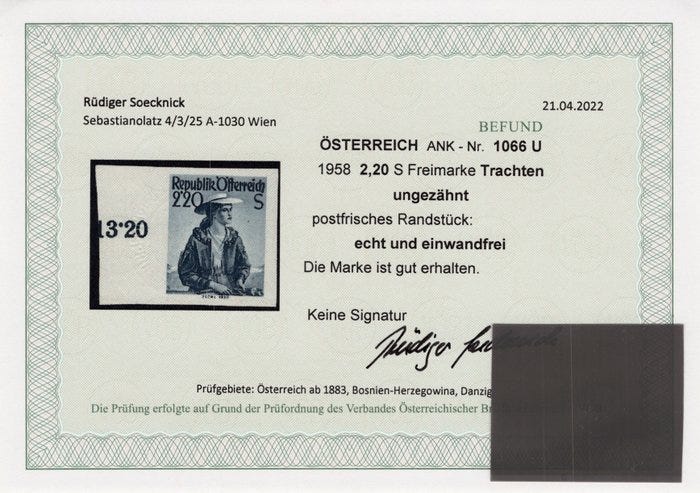 Rüdiger Soecknick
Sebastianolatz 4/3/25 A-1030 Wien
21.04.2022
BEFUND
ÖSTERREICH ANK - Nr. 1066 U
1958 2,20 S Freimarke Trachten
ungezähnt
postfrisches Randstück:
echt und einwandfrei
Die Marke ist gut erhalten.
13·20
Republik Österreich
2·20 S
Keine Signatur
Rüdiger
Prüfgebiete: Österreich ab 1883, Bosnien-Herzegowina, Danzig
Die Prüfung erfolgte auf Grund der Prüfordnung des Verbandes Österreichischer